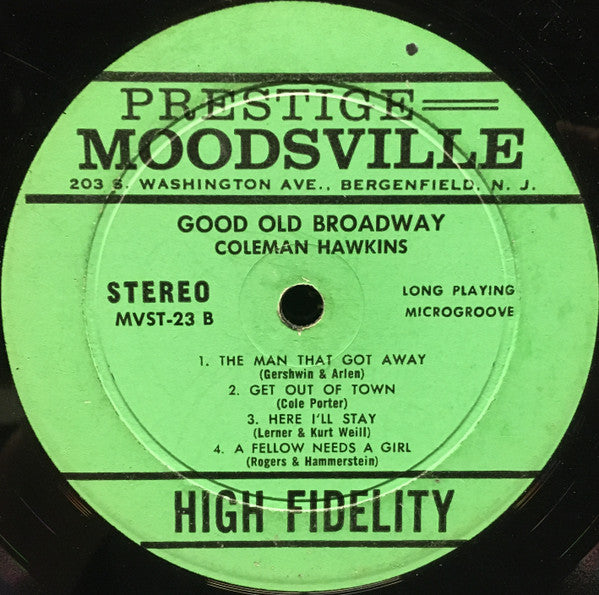 PRESTIGE
MOODSVILLE
203 S. WASHINGTON AVE., BERGENFIELD, N. J.
GOOD OLD BROADWAY
COLEMAN HAWKINS
STEREO
MVST-23 B
LONG PLAYING
MICROGROOVE
1. THE MAN THAT GOT AWAY
(Gershwin & Arlen)
2. GET OUT OF TOWN
(Cole Porter)
3. HERE I'LL STAY
(Lerner & Kurt Weill)
4. A FELLOW NEEDS A GIRL
(Rogers & Hammerstein)
HIGH FIDELITY